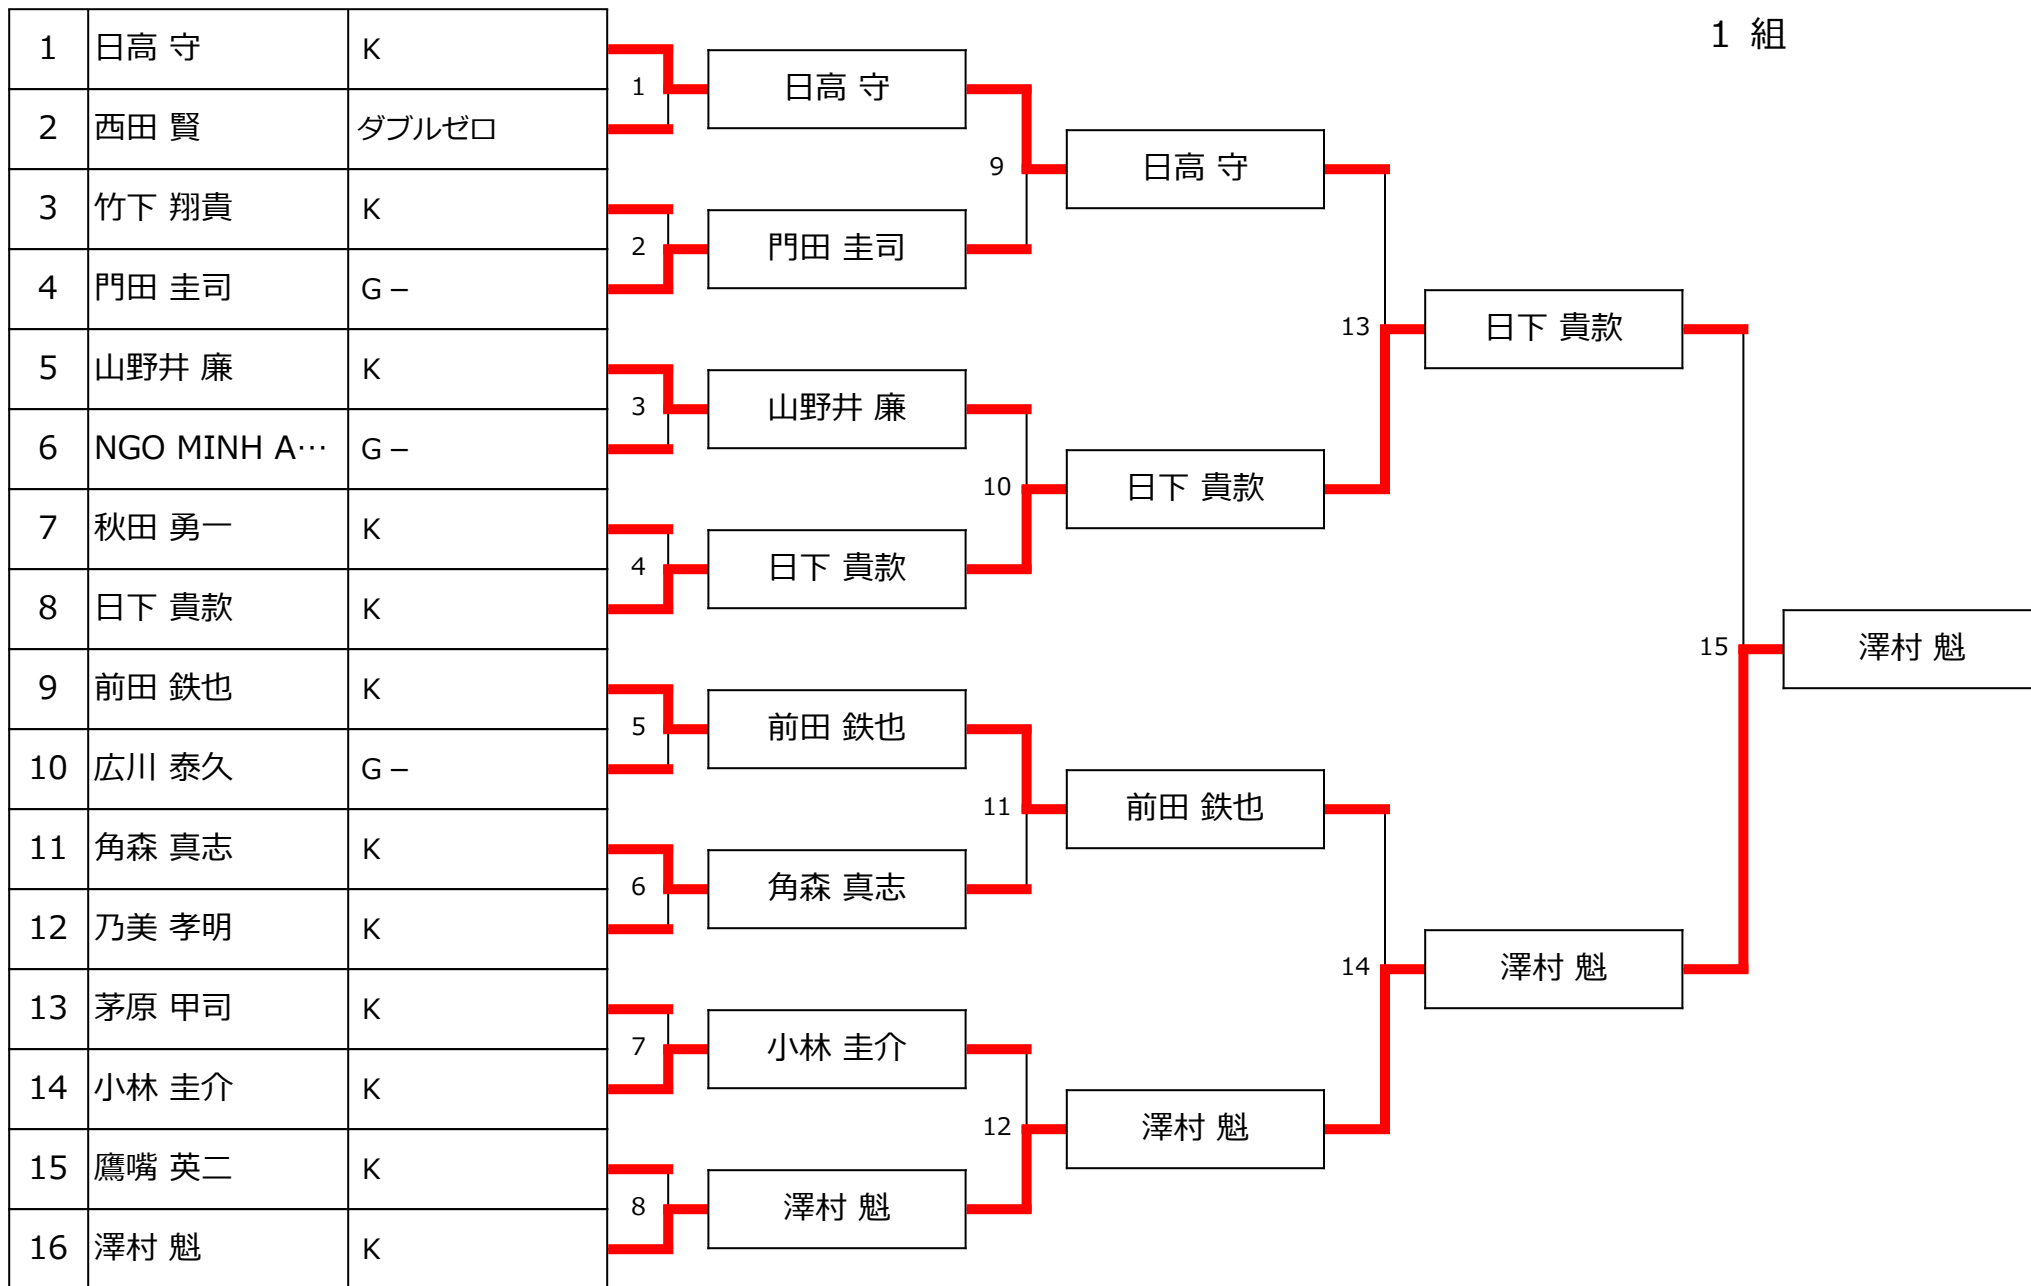 1 組
1 日高 守 K
2 西田 賢 ダブルゼロ
3 竹下 翔貴 K
4 門田 圭司 G－
5 山野井 廉 K
6 NGO MINH A… G－
7 秋田 勇一 K
8 日下 貴款 K
9 前田 鉄也 K
10 広川 泰久 G－
11 角森 真志 K
12 乃美 孝明 K
13 茅原 甲司 K
14 小林 圭介 K
15 鷹嘴 英二 K
16 澤村 魁 K
1
日高 守
2
門田 圭司
3
山野井 廉
4
日下 貴款
5
前田 鉄也
6
角森 真志
7
小林 圭介
8
澤村 魁
9
日高 守
10
日下 貴款
11
前田 鉄也
12
澤村 魁
13
日下 貴款
14
澤村 魁
15
澤村 魁